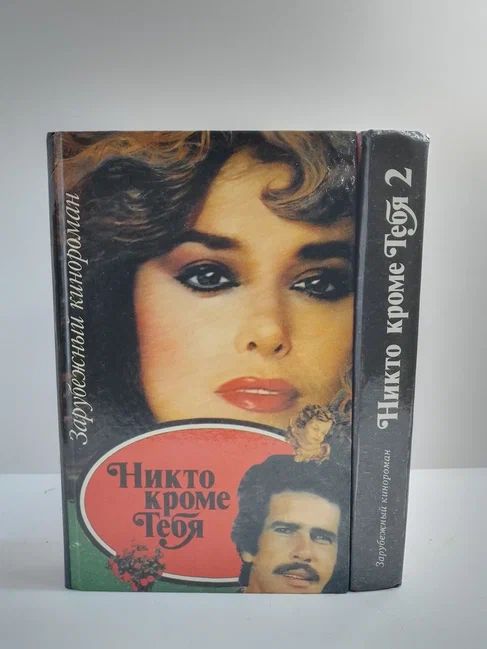 Зарубежный кинороман
Никто
кроме
Тебя
Зарубежный кинороман
Никто кроме Тебя 2